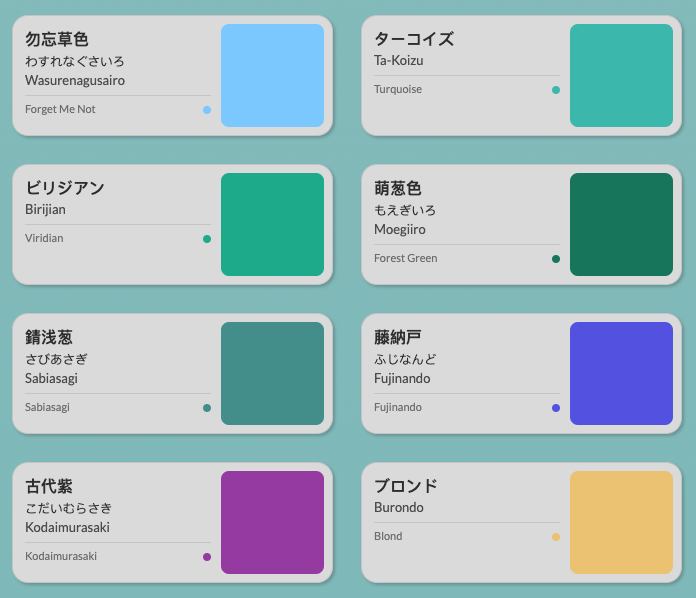 勿忘草色
わすれなぐさいろ
Wasurenagusairo
Forget Me Not
ターコイズ
Ta-Koizu
Turquoise
ビリジアン
Birijian
Viridian
萌葱色
もえぎいろ
Moegiiro
Forest Green
錆浅葱
さびあさぎ
Sabiasagi
Sabiasagi
藤納戸
ふじなんど
Fujinando
Fujinando
古代紫
こだいむらさき
Kodaimurasaki
Kodaimurasaki
ブロンド
Burondo
Blond